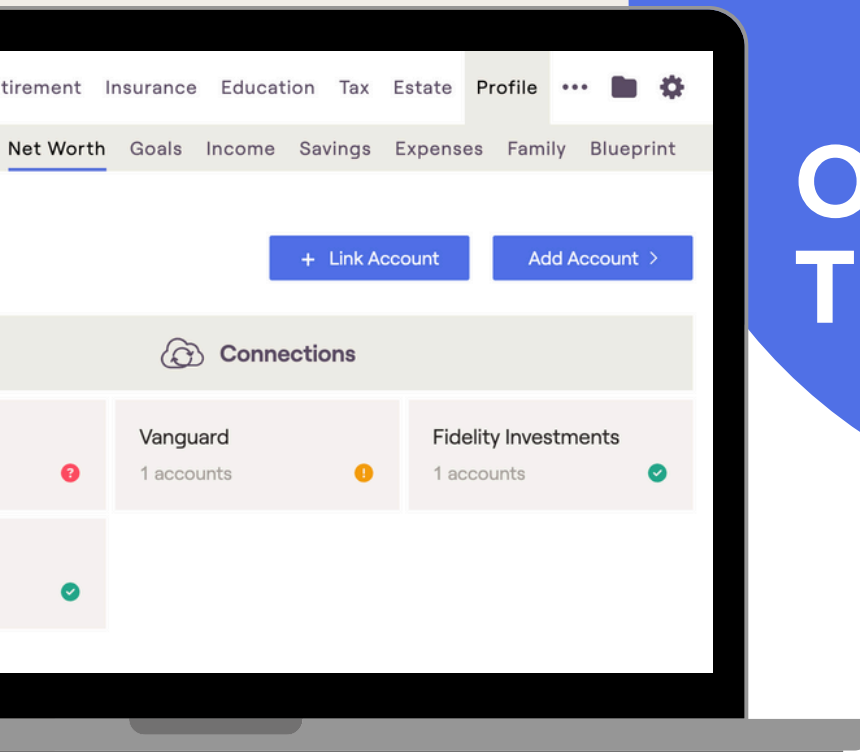 tirement Insurance Education Tax Estate Profile •••
Net Worth Goals Income Savings Expenses Family Blueprint
+ Link Account Add Account >
Connections
Vanguard Fidelity Investments
1 accounts 1 accounts
O
T